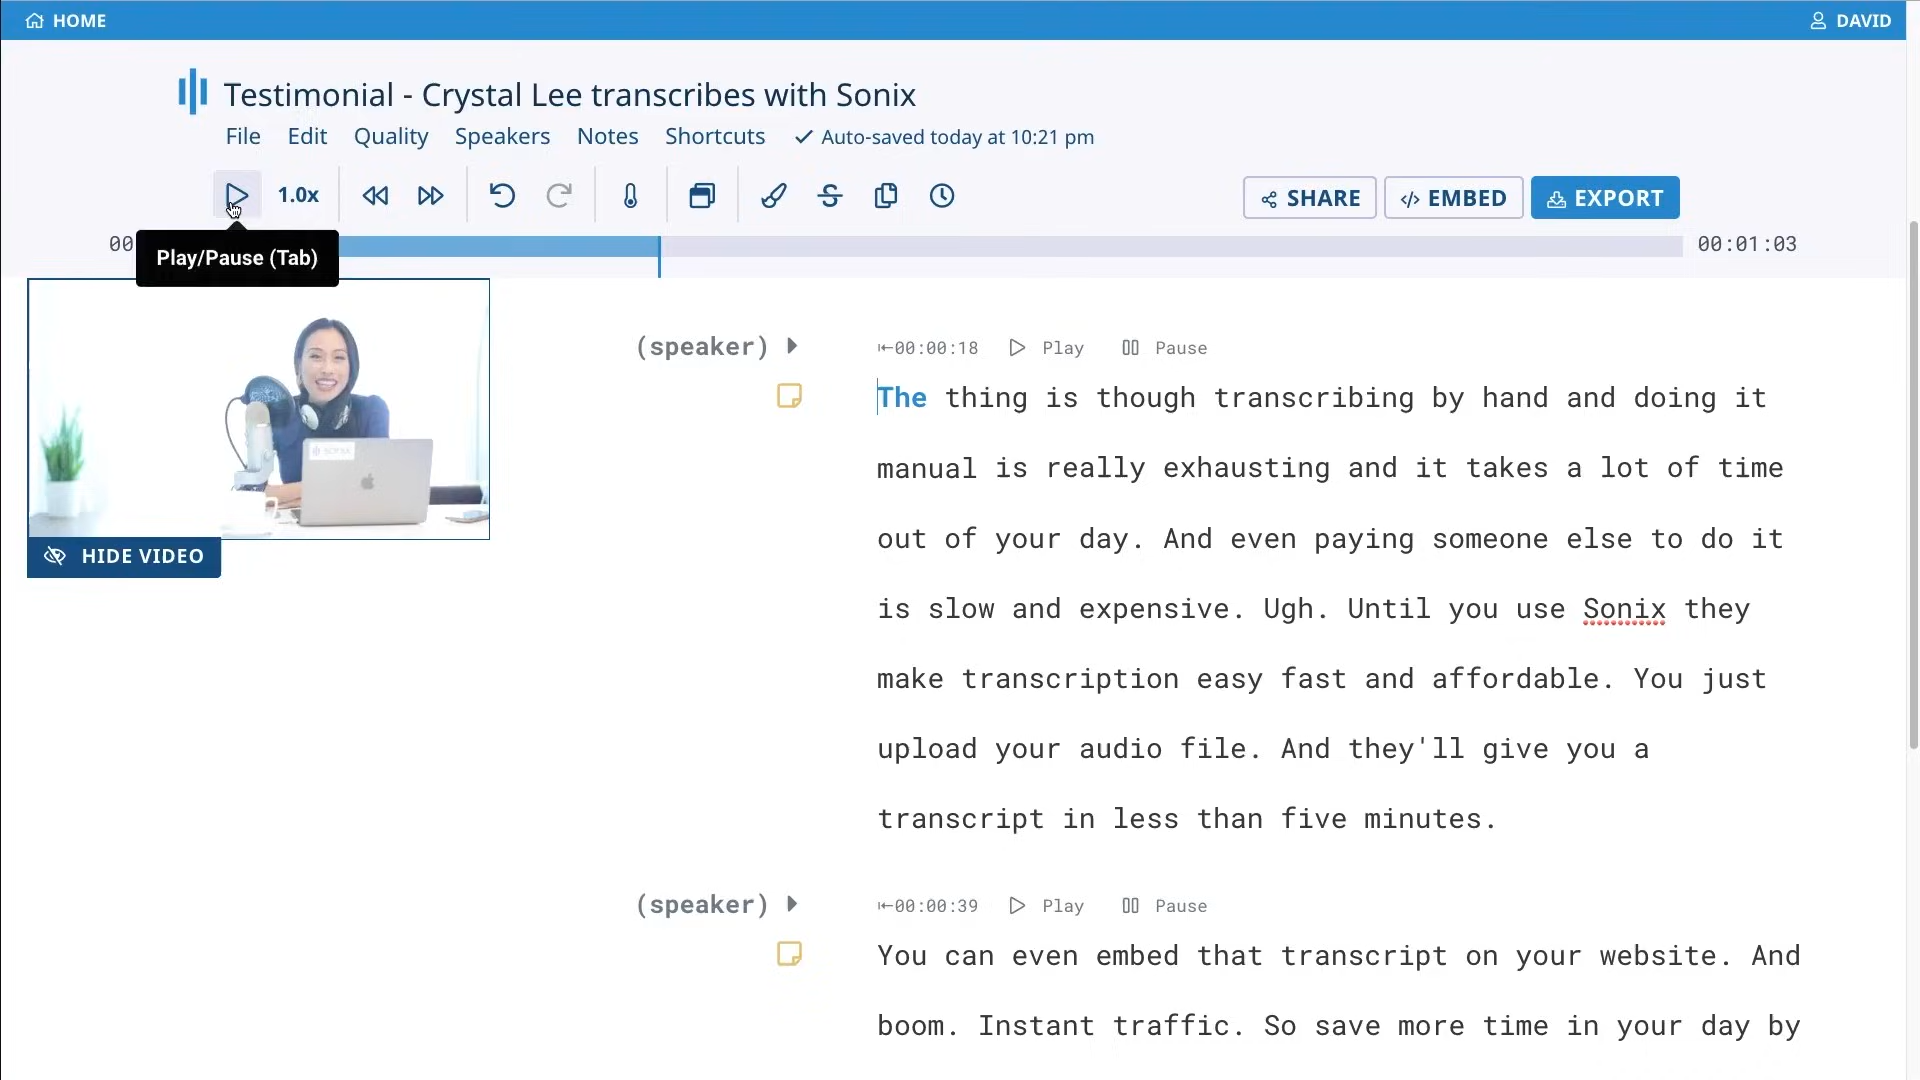 HOME
DAVID
Testimonial - Crystal Lee transcribes with Sonix
File Edit Quality Speakers Notes Shortcuts Auto-saved today at 10:21 pm
1.0x
SHARE EMBED EXPORT
00
00:01:03
Play/Pause (Tab)
SONIX
HIDE VIDEO
(speaker)
00:00:18 Play Pause
The thing is though transcribing by hand and doing it
manual is really exhausting and it takes a lot of time
out of your day. And even paying someone else to do it
is slow and expensive. Ugh. Until you use Sonix they
make transcription easy fast and affordable. You just
upload your audio file. And they'll give you a
transcript in less than five minutes.
(speaker)
00:00:39 Play Pause
You can even embed that transcript on your website. And
boom. Instant traffic. So save more time in your day by